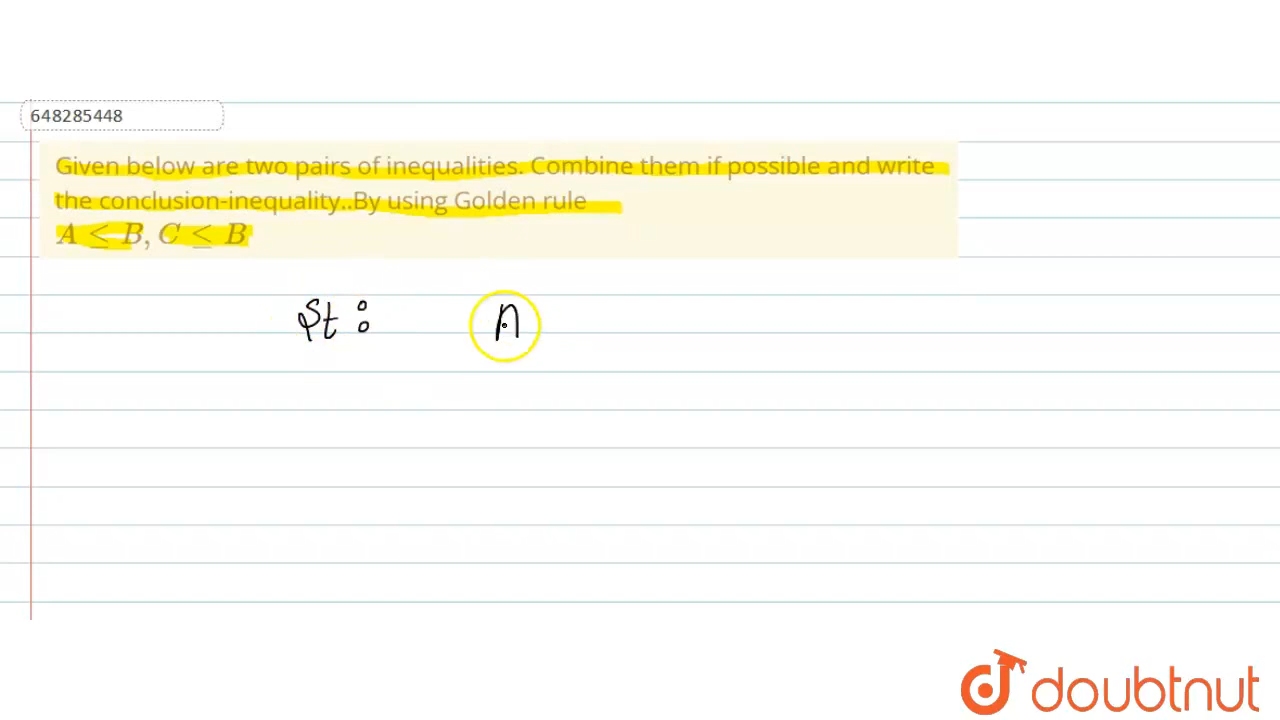 648285448
Given below are two pairs of inequalities. Combine them if possible and write
the conclusion-inequality..By using Golden rule
A ≤ B, C ≤ B
St :
A
doubtnut